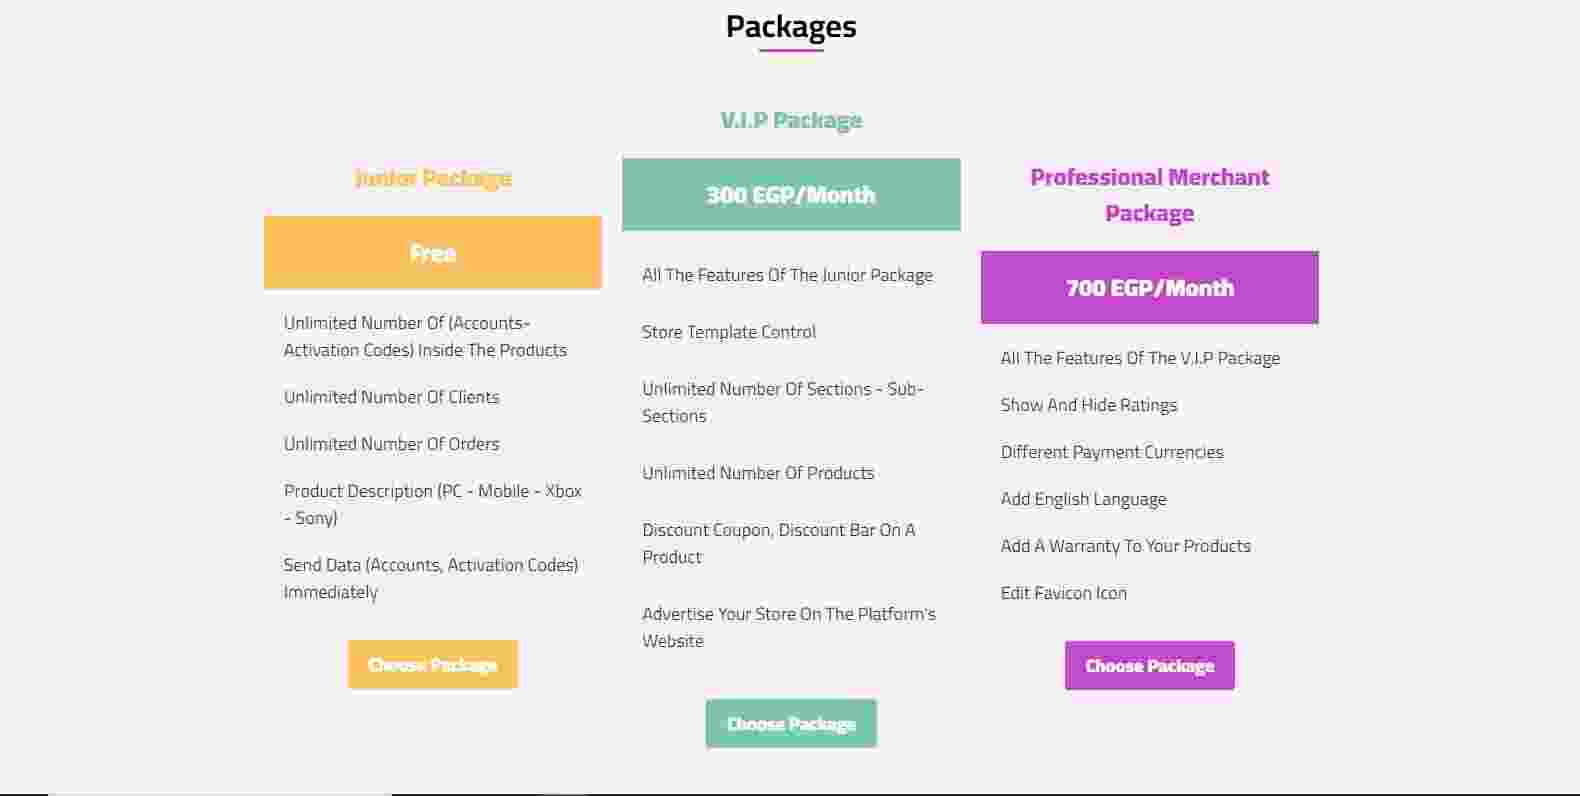 Packages
Junior Package
Free
Unlimited Number Of (Accounts-
Activation Codes) Inside The Products
Unlimited Number Of Clients
Unlimited Number Of Orders
Product Description (PC - Mobile - Xbox
- Sony)
Send Data (Accounts, Activation Codes)
Immediately
Choose Package
V.I.P Package
300 EGP/Month
All The Features Of The Junior Package
Store Template Control
Unlimited Number Of Sections - Sub-
Sections
Unlimited Number Of Products
Discount Coupon, Discount Bar On A
Product
Advertise Your Store On The Platform's
Website
Choose Package
Professional Merchant
Package
700 EGP/Month
All The Features Of The V.I.P Package
Show And Hide Ratings
Different Payment Currencies
Add English Language
Add A Warranty To Your Products
Edit Favicon Icon
Choose Package